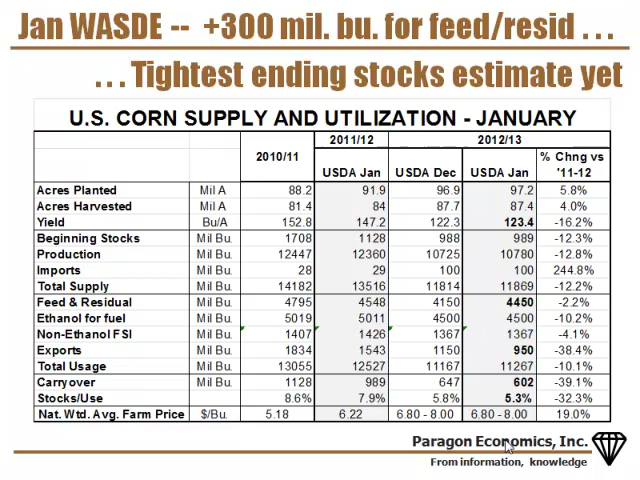 Jan WASDE -- +300 mil. bu. for feed/resid . . .
. . . Tightest ending stocks estimate yet
U.S. CORN SUPPLY AND UTILIZATION - JANUARY
2010/11 2011/12 2012/13
USDA Jan USDA Dec USDA Jan % Chng vs '11-12
Acres Planted Mil A 88.2 91.9 96.9 97.2 5.8%
Acres Harvested Mil A 81.4 84 87.7 87.4 4.0%
Yield Bu/A 152.8 147.2 122.3 123.4 -16.2%
Beginning Stocks Mil Bu. 1708 1128 988 989 -12.3%
Production Mil Bu. 12447 12360 10725 10780 -12.8%
Imports Mil Bu. 28 29 100 100 244.8%
Total Supply Mil Bu. 14182 13516 11814 11869 -12.2%
Feed & Residual Mil Bu. 4795 4548 4150 4450 -2.2%
Ethanol for fuel Mil Bu. 5019 5011 4500 4500 -10.2%
Non-Ethanol FSI Mil Bu. 1407 1426 1367 1367 -4.1%
Exports Mil Bu. 1834 1543 1150 950 -38.4%
Total Usage Mil Bu. 13055 12527 11167 11267 -10.1%
Carryover Mil Bu. 1128 989 647 602 -39.1%
Stocks/Use 8.6% 7.9% 5.8% 5.3% -32.3%
Nat. Wtd. Avg. Farm Price $/Bu. 5.18 6.22 6.80 - 8.00 6.80 - 8.00 19.0%
Paragon Economics, Inc.
From information, knowledge